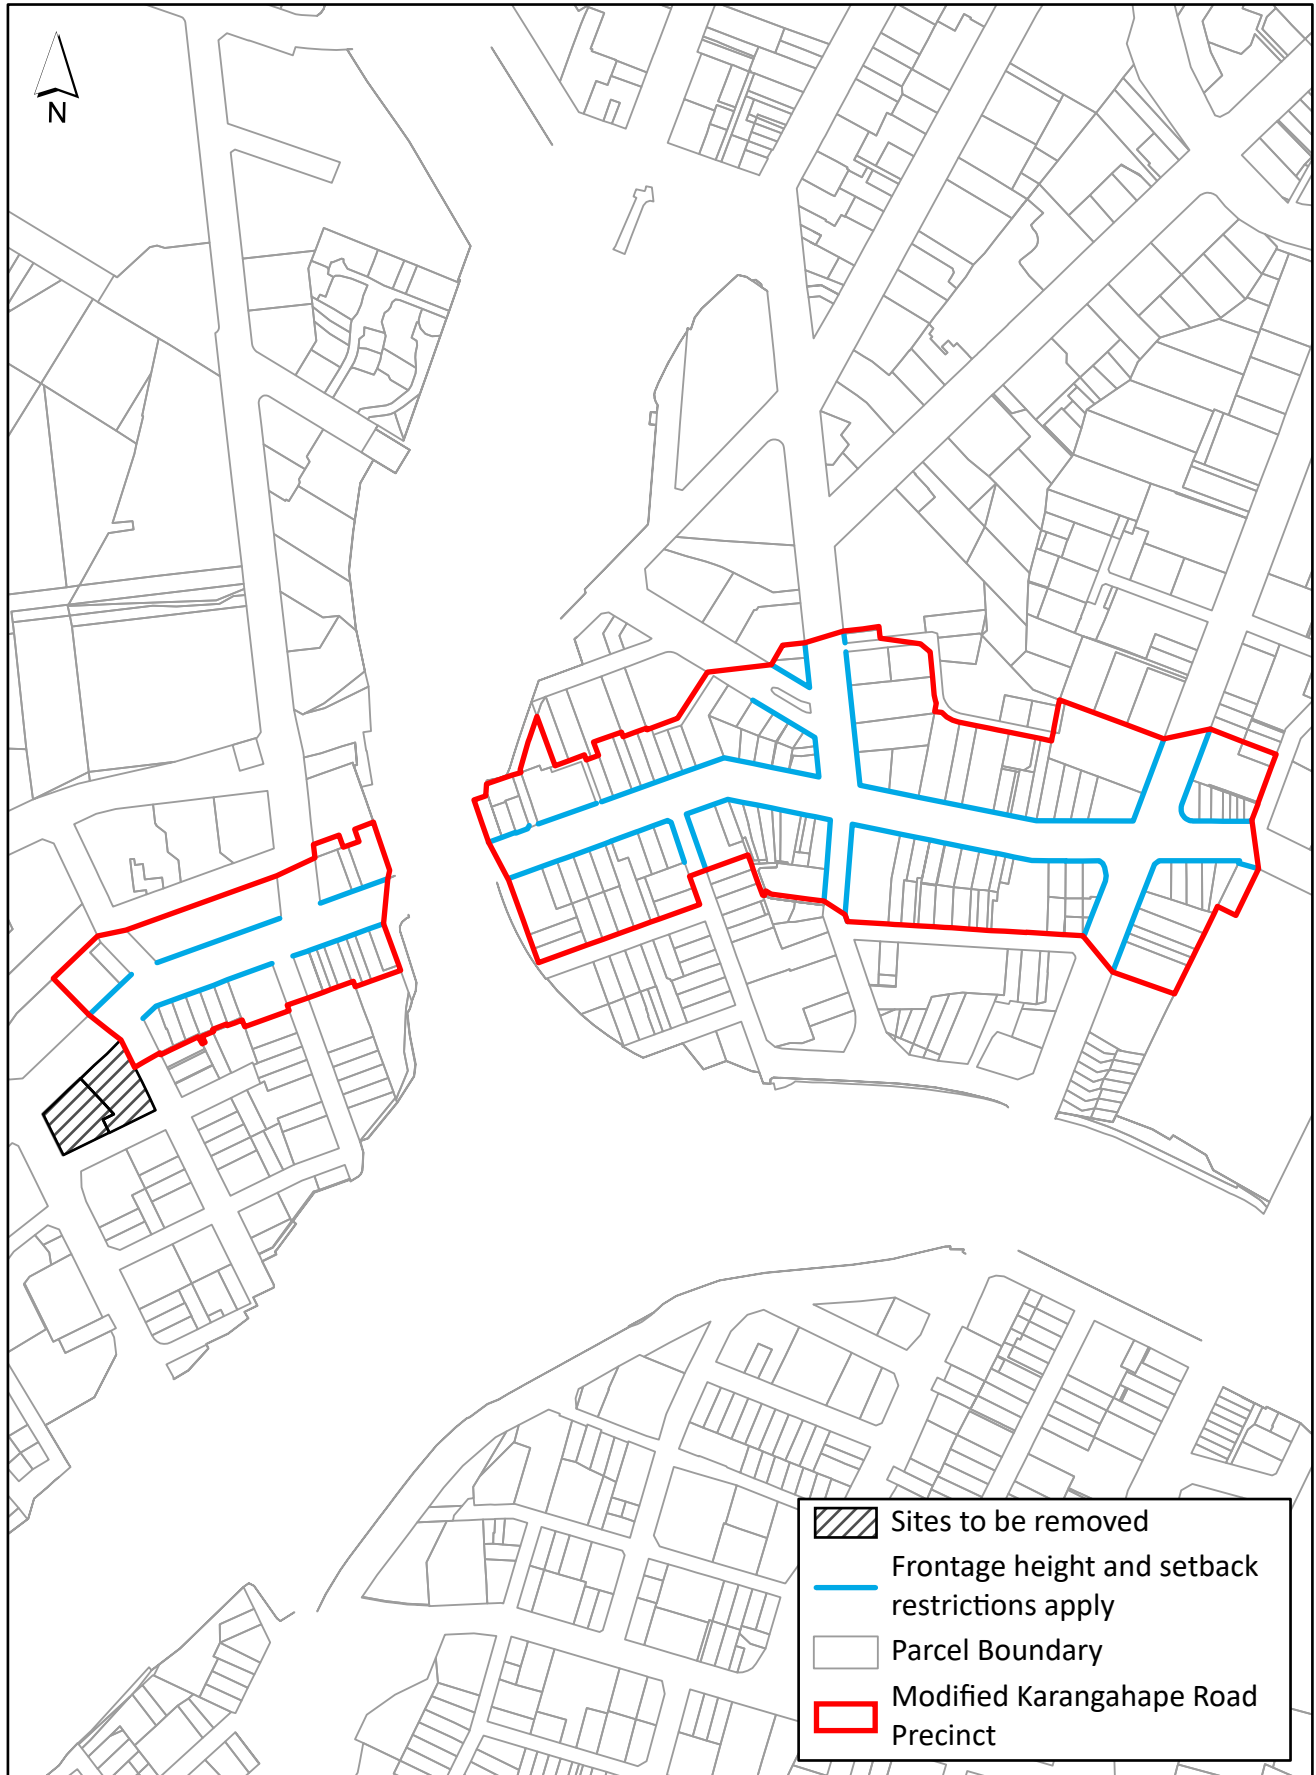 N
Sites to be removed
Frontage height and setback
restrictions apply
Parcel Boundary
Modified Karangahape Road
Precinct